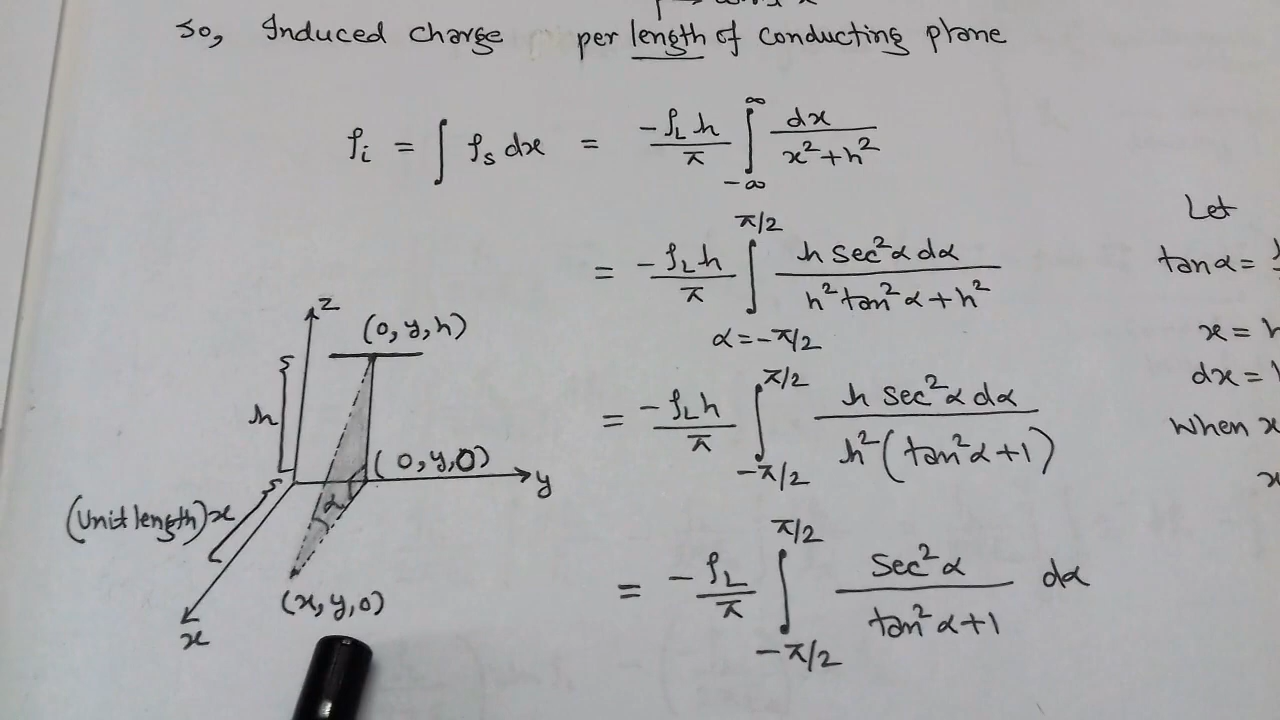 So, Induced charge per length of conducting plane
ρi = ∫ ρs dx = -ρL h/π ∫_{-∞}^{∞} dx/(x²+h²)
Let
= -ρL h/π ∫_{α=-π/2}^{π/2} h sec²α dα/(h² tan²α + h²)
tan α =
x = h
dx =
= -ρL h/π ∫_{-π/2}^{π/2} h sec²α dα/(h²(tan²α+1))
When x
x
= -ρL/π ∫_{-π/2}^{π/2} sec²α/(tan²α+1) dα
z
(0, y, h)
h
(0, y, 0)
y
(Unit length) x
α
(x, y, 0)
x